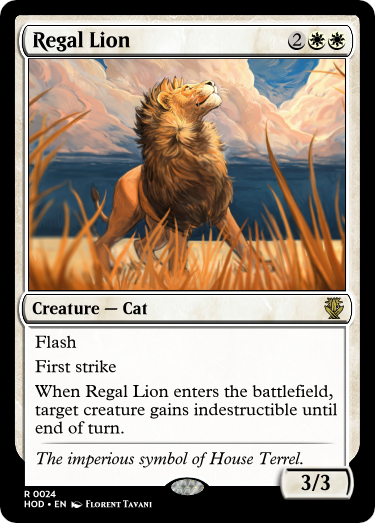 Regal Lion 2
Creature — Cat
Flash
First strike
When Regal Lion enters the battlefield,
target creature gains indestructible until
end of turn.
The imperious symbol of House Terrel.
3/3
R 0024
HOD • EN Florent Tavani